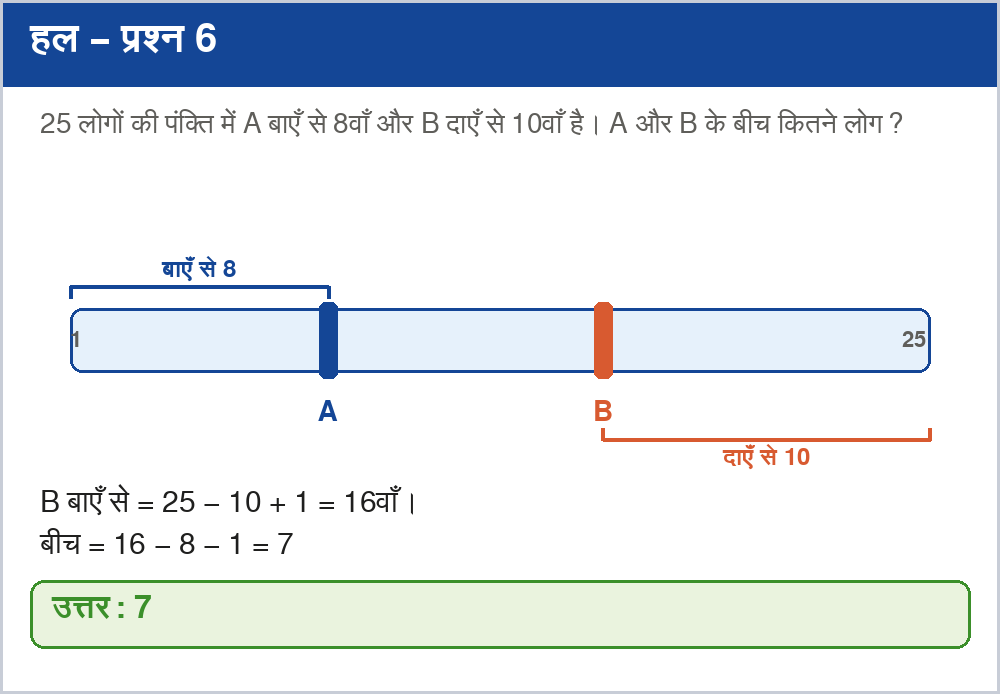 हल – प्रश्न 6
25 लोगों की पंक्ति में A बाएँ से 8वाँ और B दाएँ से 10वाँ है। A और B के बीच कितने लोग ?
बाएँ से 8
1
25
A
B
दाएँ से 10
B बाएँ से = 25 – 10 + 1 = 16वाँ।
बीच = 16 – 8 – 1 = 7
उत्तर : 7